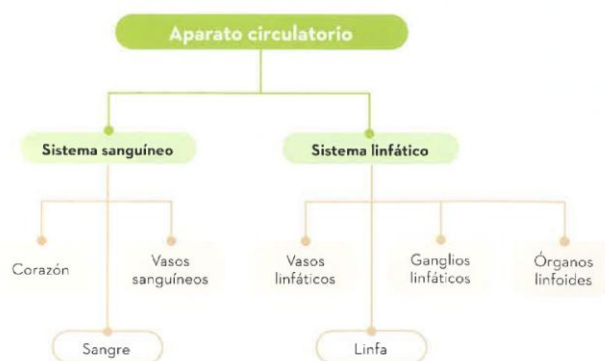 Aparato circulatorio
Sistema sanguíneo
Sistema linfático
Corazón
Vasos
sanguíneos
Vasos
linfáticos
Ganglios
linfáticos
Órganos
linfoides
Sangre
Linfa